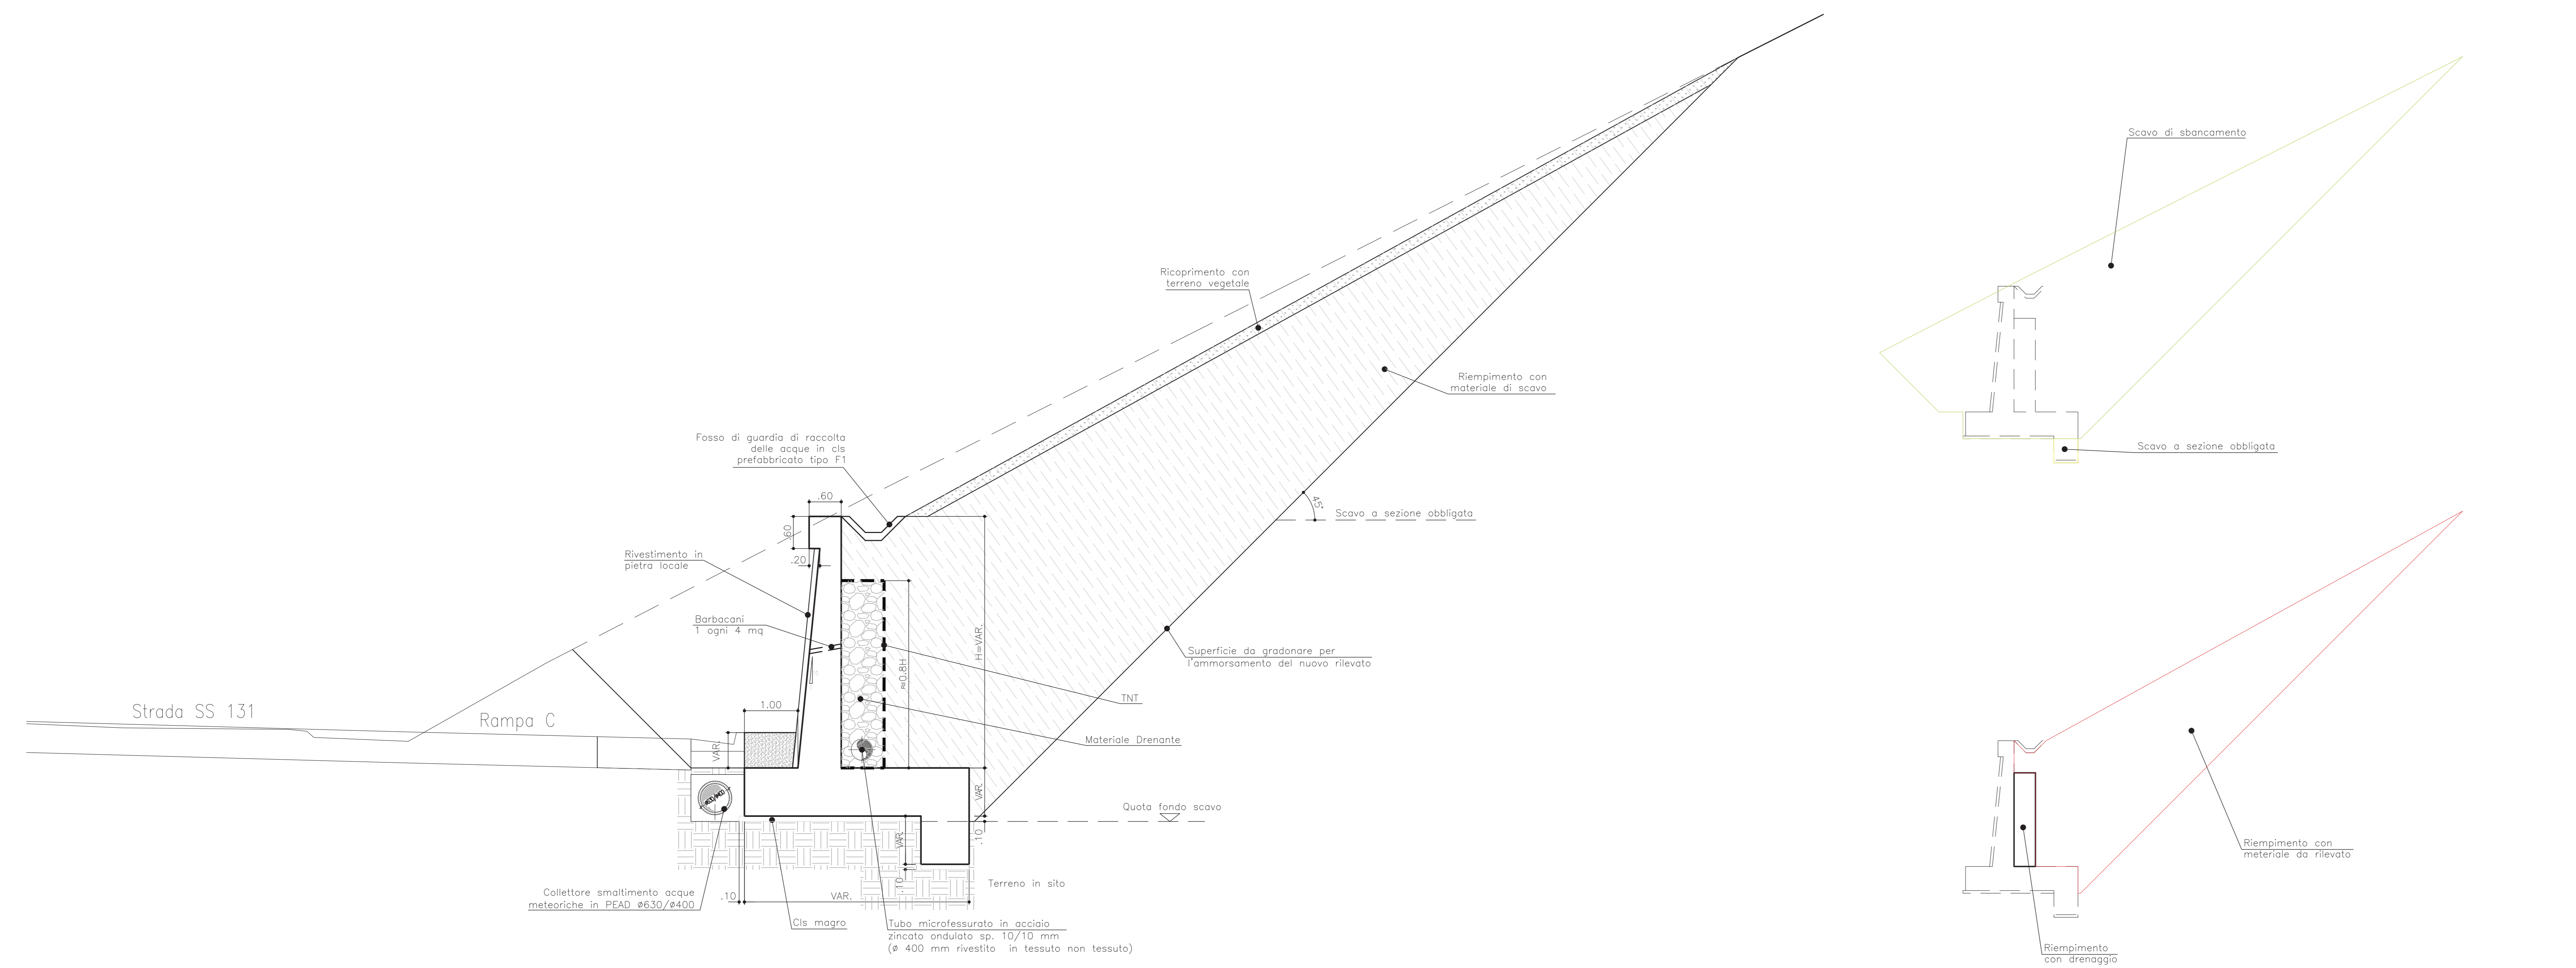 Scavo di sbancamento
Scavo a sezione obbligata
Ricoprimento con
terreno vegetale
Riempimento con
materiale di scavo
Fosso di guardia di raccolta
delle acque in cls
prefabbricato tipo F1
.60
.60
.20
45°
Scavo a sezione obbligata
Rivestimento in
pietra locale
Barbacani
1 ogni 4 mq
H=VAR.
≈0.8H
Superficie da gradonare per
l'ammorsamento del nuovo rilevato
TNT
Materiale Drenante
Strada SS 131
Rampa C
1.00
VAR.
Ø630/Ø400
VAR.
.10
VAR.
.10
Quota fondo scavo
Terreno in sito
Collettore smaltimento acque
meteoriche in PEAD Ø630/Ø400
.10
VAR.
Cls magro
Tubo microfessurato in acciaio
zincato ondulato sp. 10/10 mm
(Ø 400 mm rivestito in tessuto non tessuto)
Riempimento con
meteriale da rilevato
Riempimento
con drenaggio